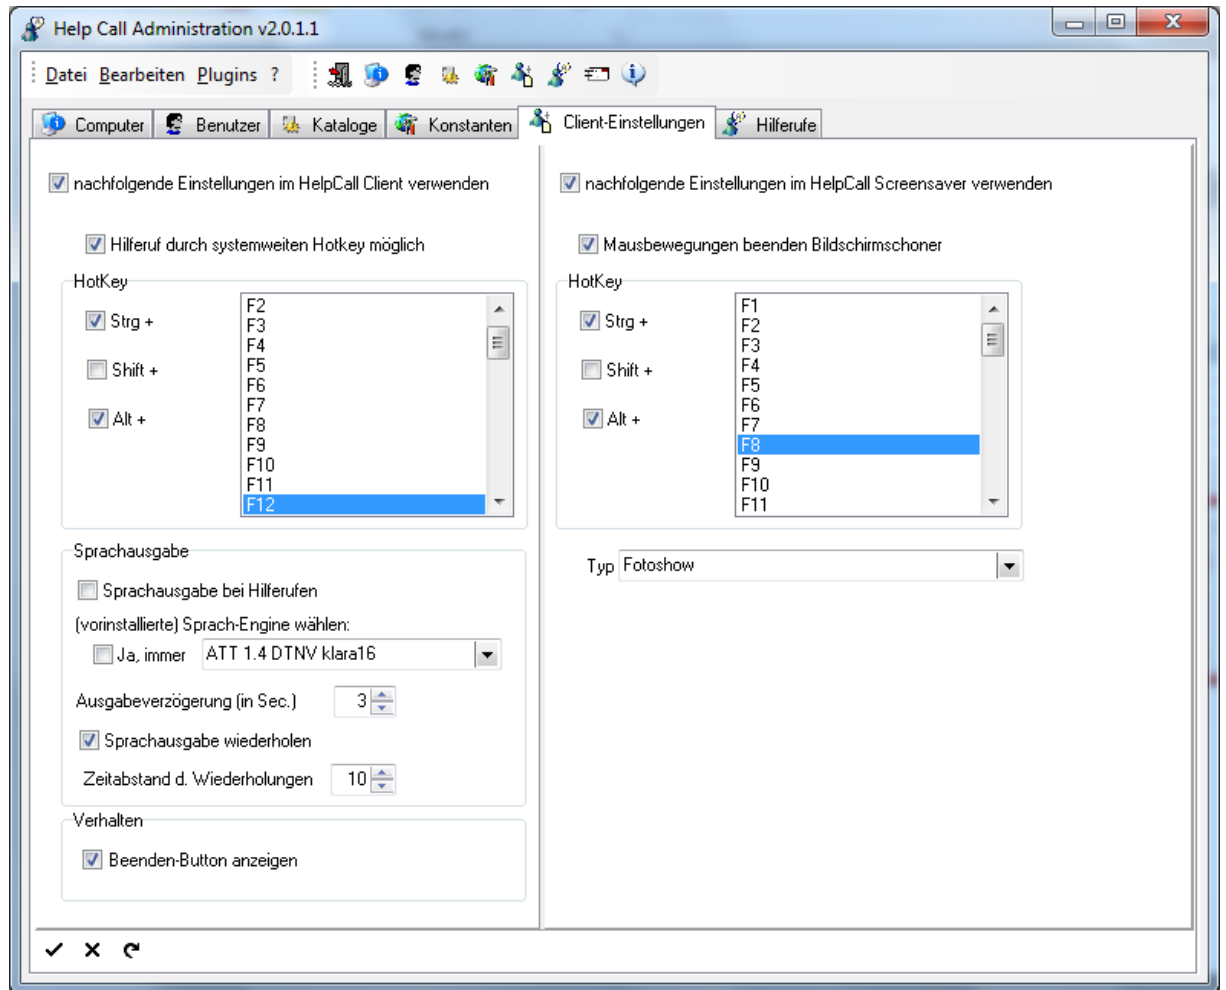 Help Call Administration v2.0.1.1
Datei Bearbeiten Plugins ?
Computer Benutzer Kataloge Konstanten Client-Einstellungen Hilferufe
nachfolgende Einstellungen im HelpCall Client verwenden
Hilferuf durch systemweiten Hotkey möglich
HotKey
Strg +
Shift +
Alt +
F2
F3
F4
F5
F6
F7
F8
F9
F10
F11
F12
Sprachausgabe
Sprachausgabe bei Hilferufen
(vorinstallierte) Sprach-Engine wählen:
Ja, immer ATT 1.4 DTNV klara16
Ausgabeverzögerung (in Sec.) 3
Sprachausgabe wiederholen
Zeitabstand d. Wiederholungen 10
Verhalten
Beenden-Button anzeigen
nachfolgende Einstellungen im HelpCall Screensaver verwenden
Mausbewegungen beenden Bildschirmschoner
HotKey
Strg +
Shift +
Alt +
F1
F2
F3
F4
F5
F6
F7
F8
F9
F10
F11
Typ Fotoshow